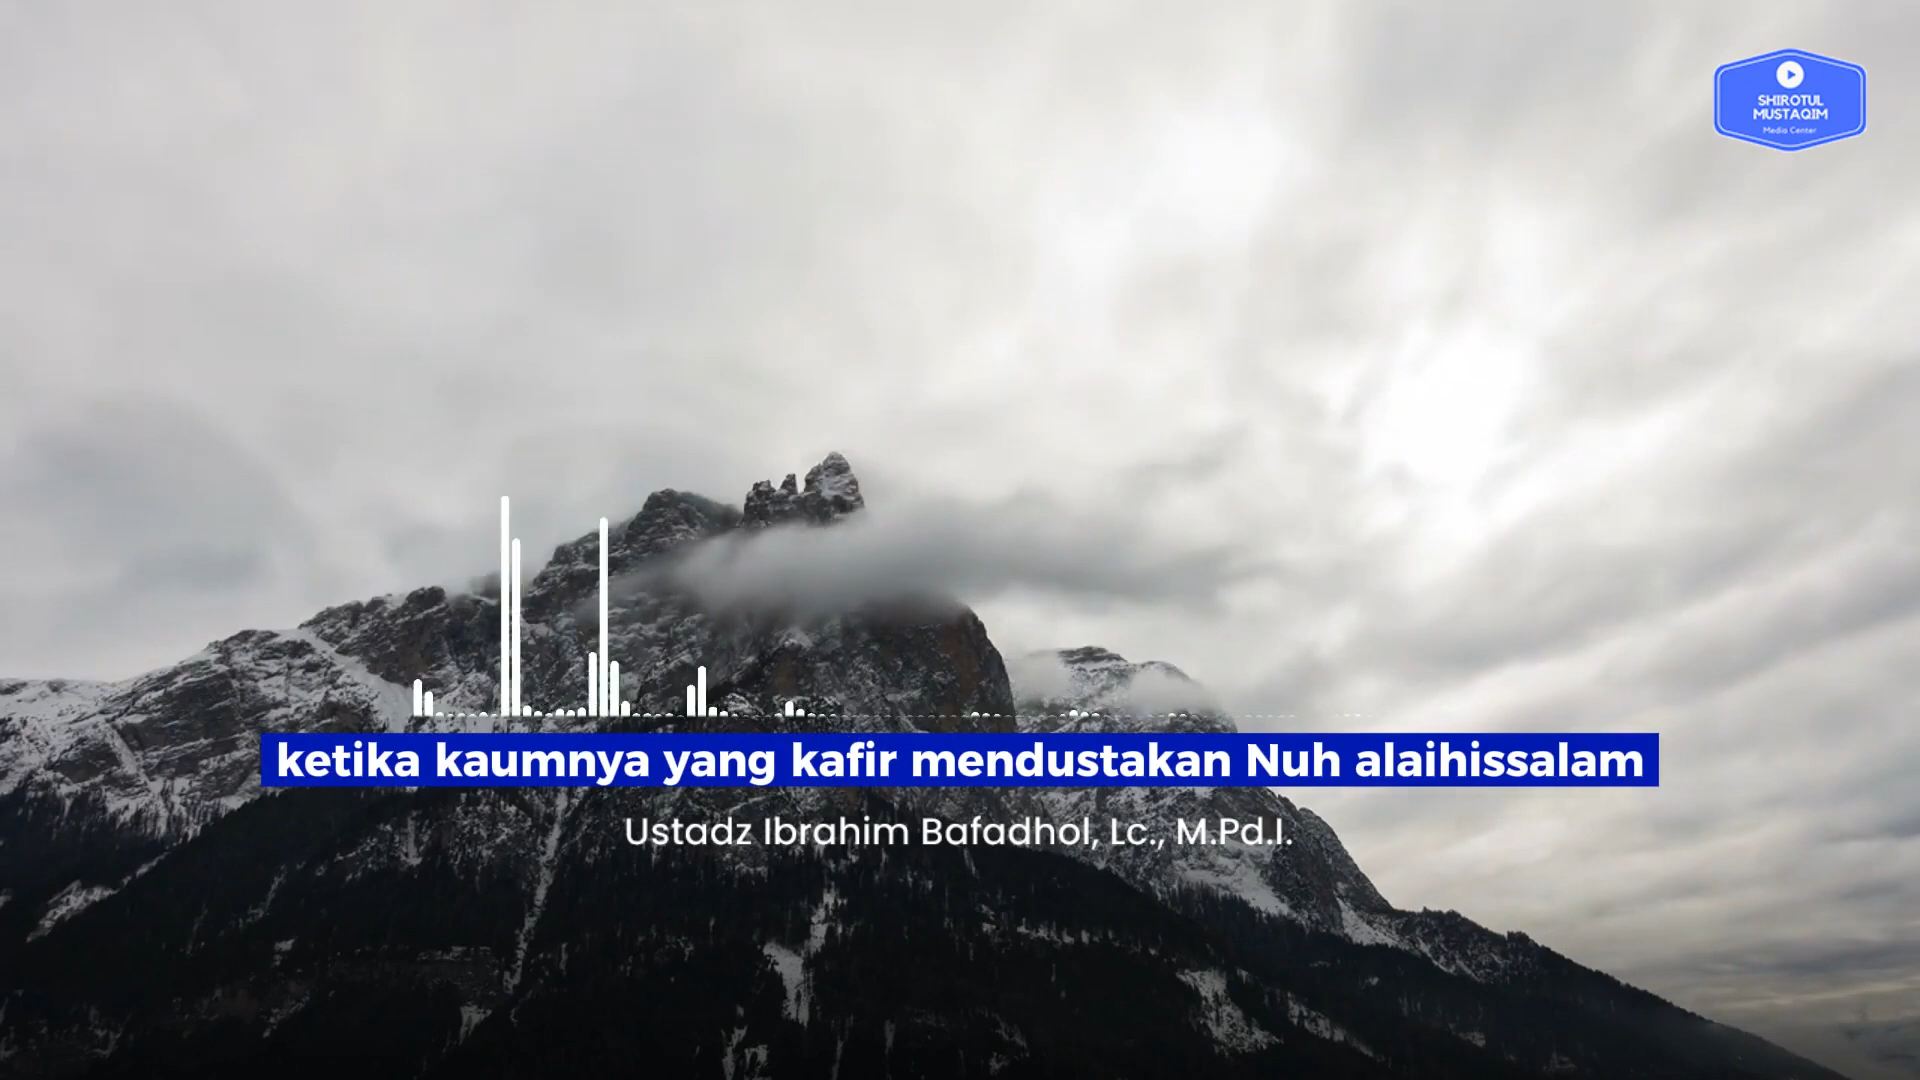 SHIROTUL
MUSTAQIM
Media Center
ketika kaumnya yang kafir mendustakan Nuh alaihissalam
Ustadz Ibrahim Bafadhol, Lc., M.Pd.I.